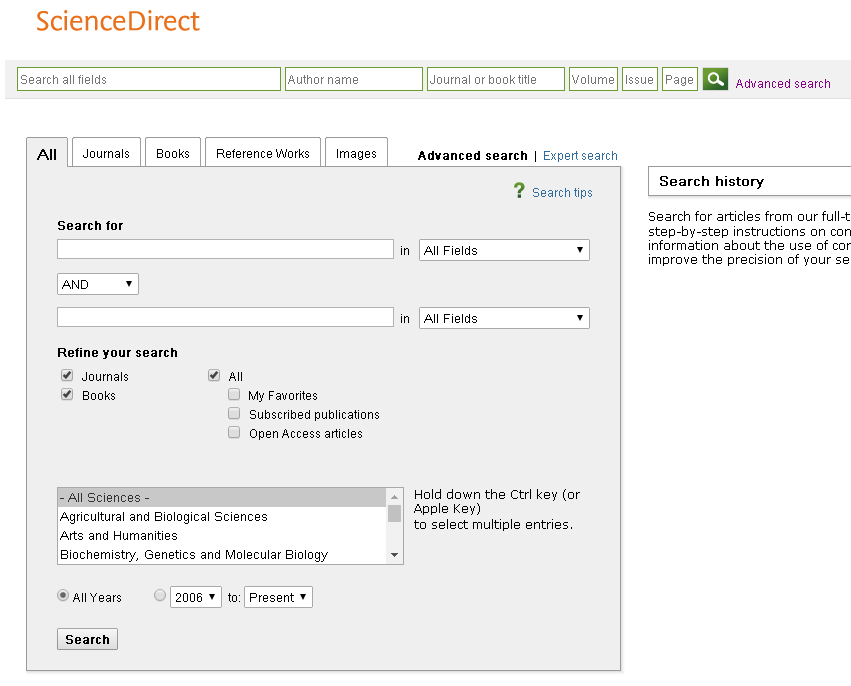 ScienceDirect
Search all fields Author name Journal or book title Volume Issue Page Advanced search
All Journals Books Reference Works Images Advanced search | Expert search
? Search tips
Search for
in All Fields
AND
in All Fields
Refine your search
Journals All
Books My Favorites
Subscribed publications
Open Access articles
- All Sciences -
Agricultural and Biological Sciences
Arts and Humanities
Biochemistry, Genetics and Molecular Biology
Hold down the Ctrl key (or
Apple Key)
to select multiple entries.
All Years 2006 to: Present
Search
Search history
Search for articles from our full-t
step-by-step instructions on con
information about the use of cor
improve the precision of your se